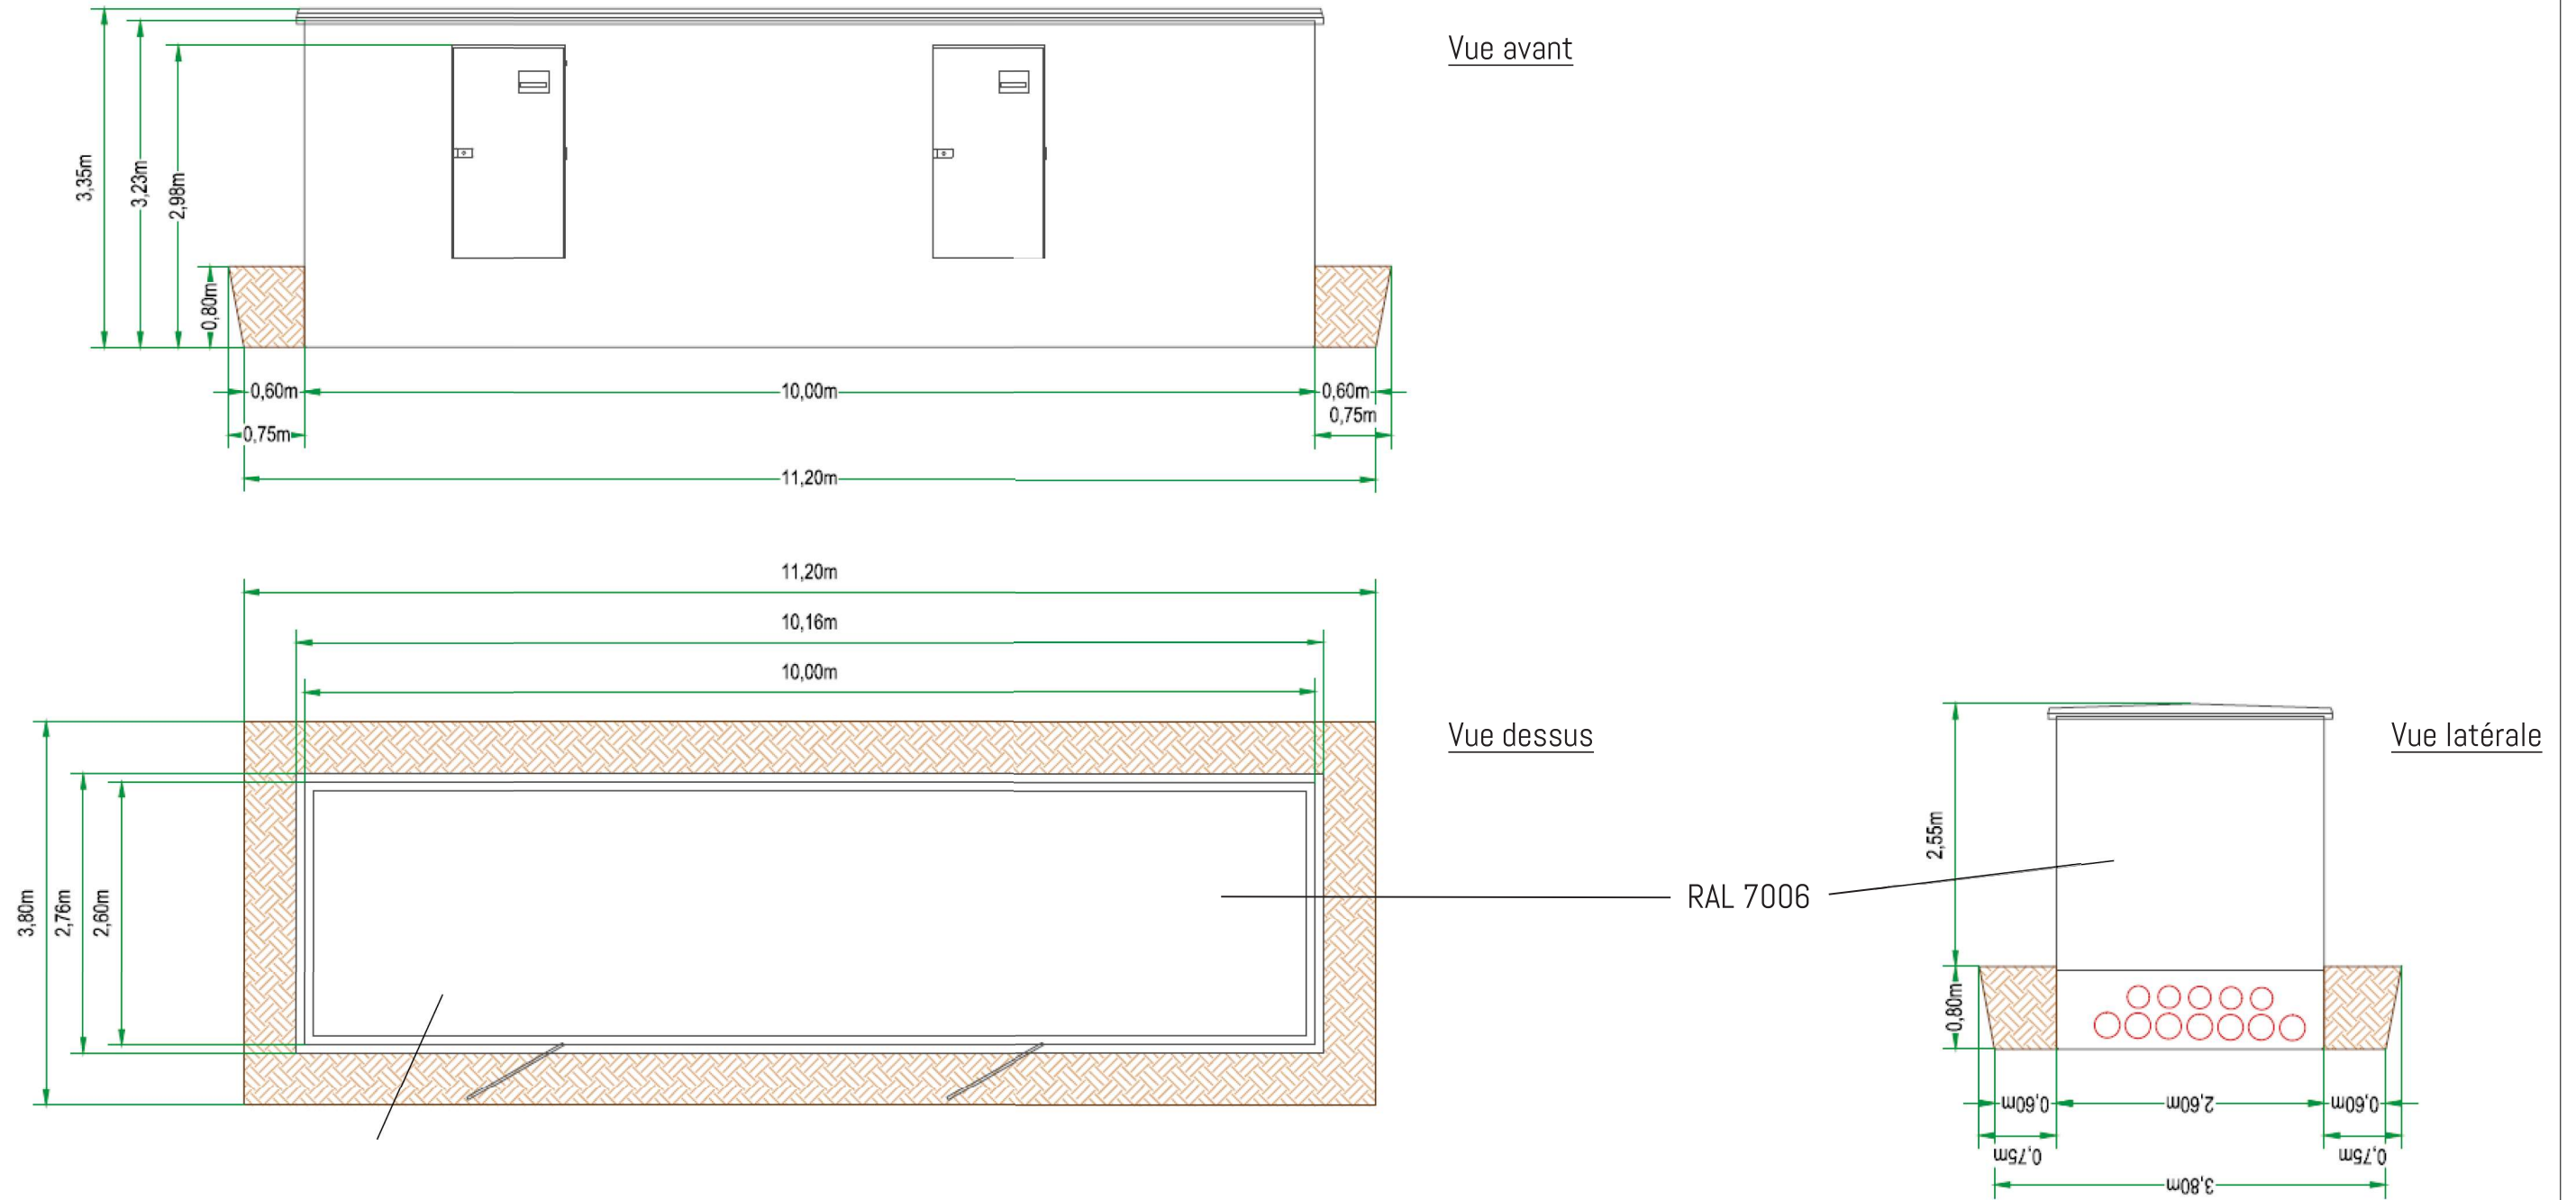 Vue avant
3,35m
3,23m
2,98m
0,80m
0,60m
10,00m
0,60m
0,75m
0,75m
11,20m
11,20m
10,16m
10,00m
Vue dessus
3,80m
2,76m
2,60m
RAL 7006
Vue latérale
2,55m
0,80m
0,60m
2,60m
0,60m
0,75m
0,75m
3,80m